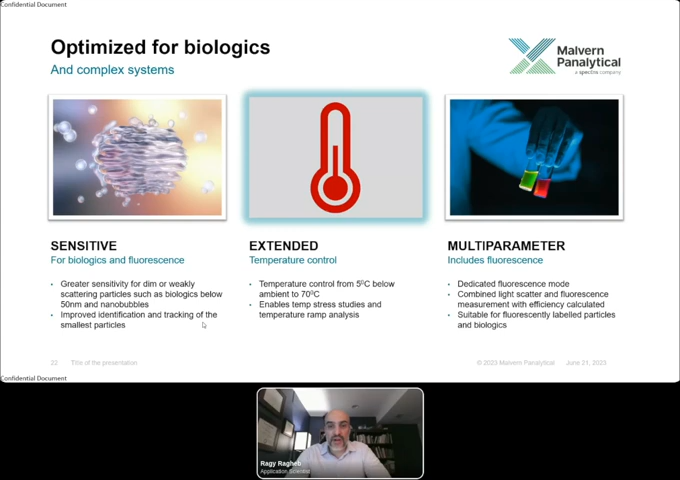 Confidential Document
Optimized for biologics
And complex systems
Malvern
Panalytical
a spectris company
SENSITIVE
For biologics and fluorescence
• Greater sensitivity for dim or weakly
scattering particles such as biologics below
50nm and nanobubbles
• Improved identification and tracking of the
smallest particles
EXTENDED
Temperature control
• Temperature control from 5⁰C below
ambient to 70⁰C
• Enables temp stress studies and
temperature ramp analysis
MULTIPARAMETER
Includes fluorescence
• Dedicated fluorescence mode
• Combined light scatter and fluorescence
measurement with efficiency calculated
• Suitable for fluorescently labelled particles
and biologics
22 Title of the presentation
© 2023 Malvern Panalytical June 21, 2023
Confidential Document
Ragy Ragheb
Application Scientist